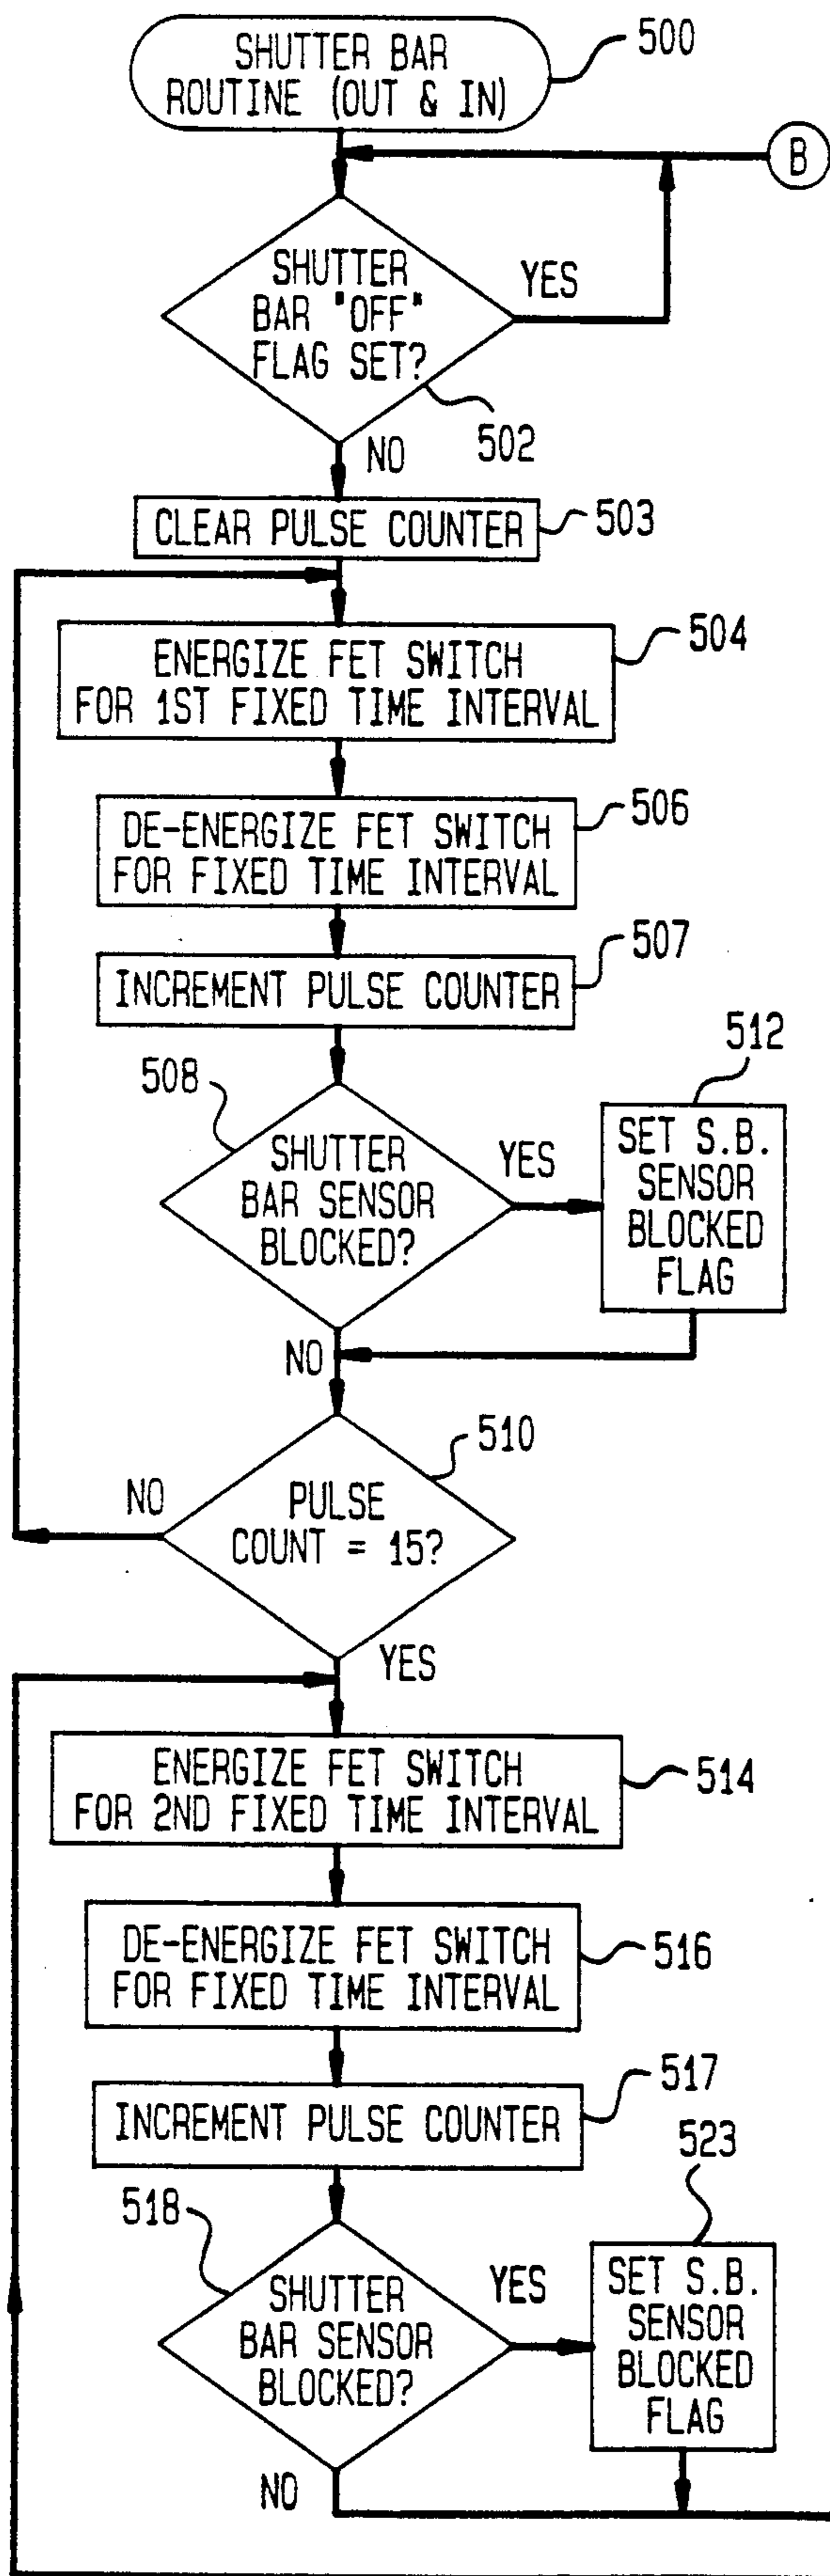 SHUTTER BAR
ROUTINE (OUT & IN)
500
B
SHUTTER
BAR "OFF"
FLAG SET?
YES
502
NO
CLEAR PULSE COUNTER
503
ENERGIZE FET SWITCH
FOR 1ST FIXED TIME INTERVAL
504
DE-ENERGIZE FET SWITCH
FOR FIXED TIME INTERVAL
506
INCREMENT PULSE COUNTER
507
508
SHUTTER
BAR SENSOR
BLOCKED?
YES
512
SET S.B.
SENSOR
BLOCKED
FLAG
NO
510
PULSE
COUNT = 15?
NO
YES
ENERGIZE FET SWITCH
FOR 2ND FIXED TIME INTERVAL
514
DE-ENERGIZE FET SWITCH
FOR FIXED TIME INTERVAL
516
INCREMENT PULSE COUNTER
517
518
SHUTTER
BAR SENSOR
BLOCKED?
YES
523
SET S.B.
SENSOR
BLOCKED
FLAG
NO